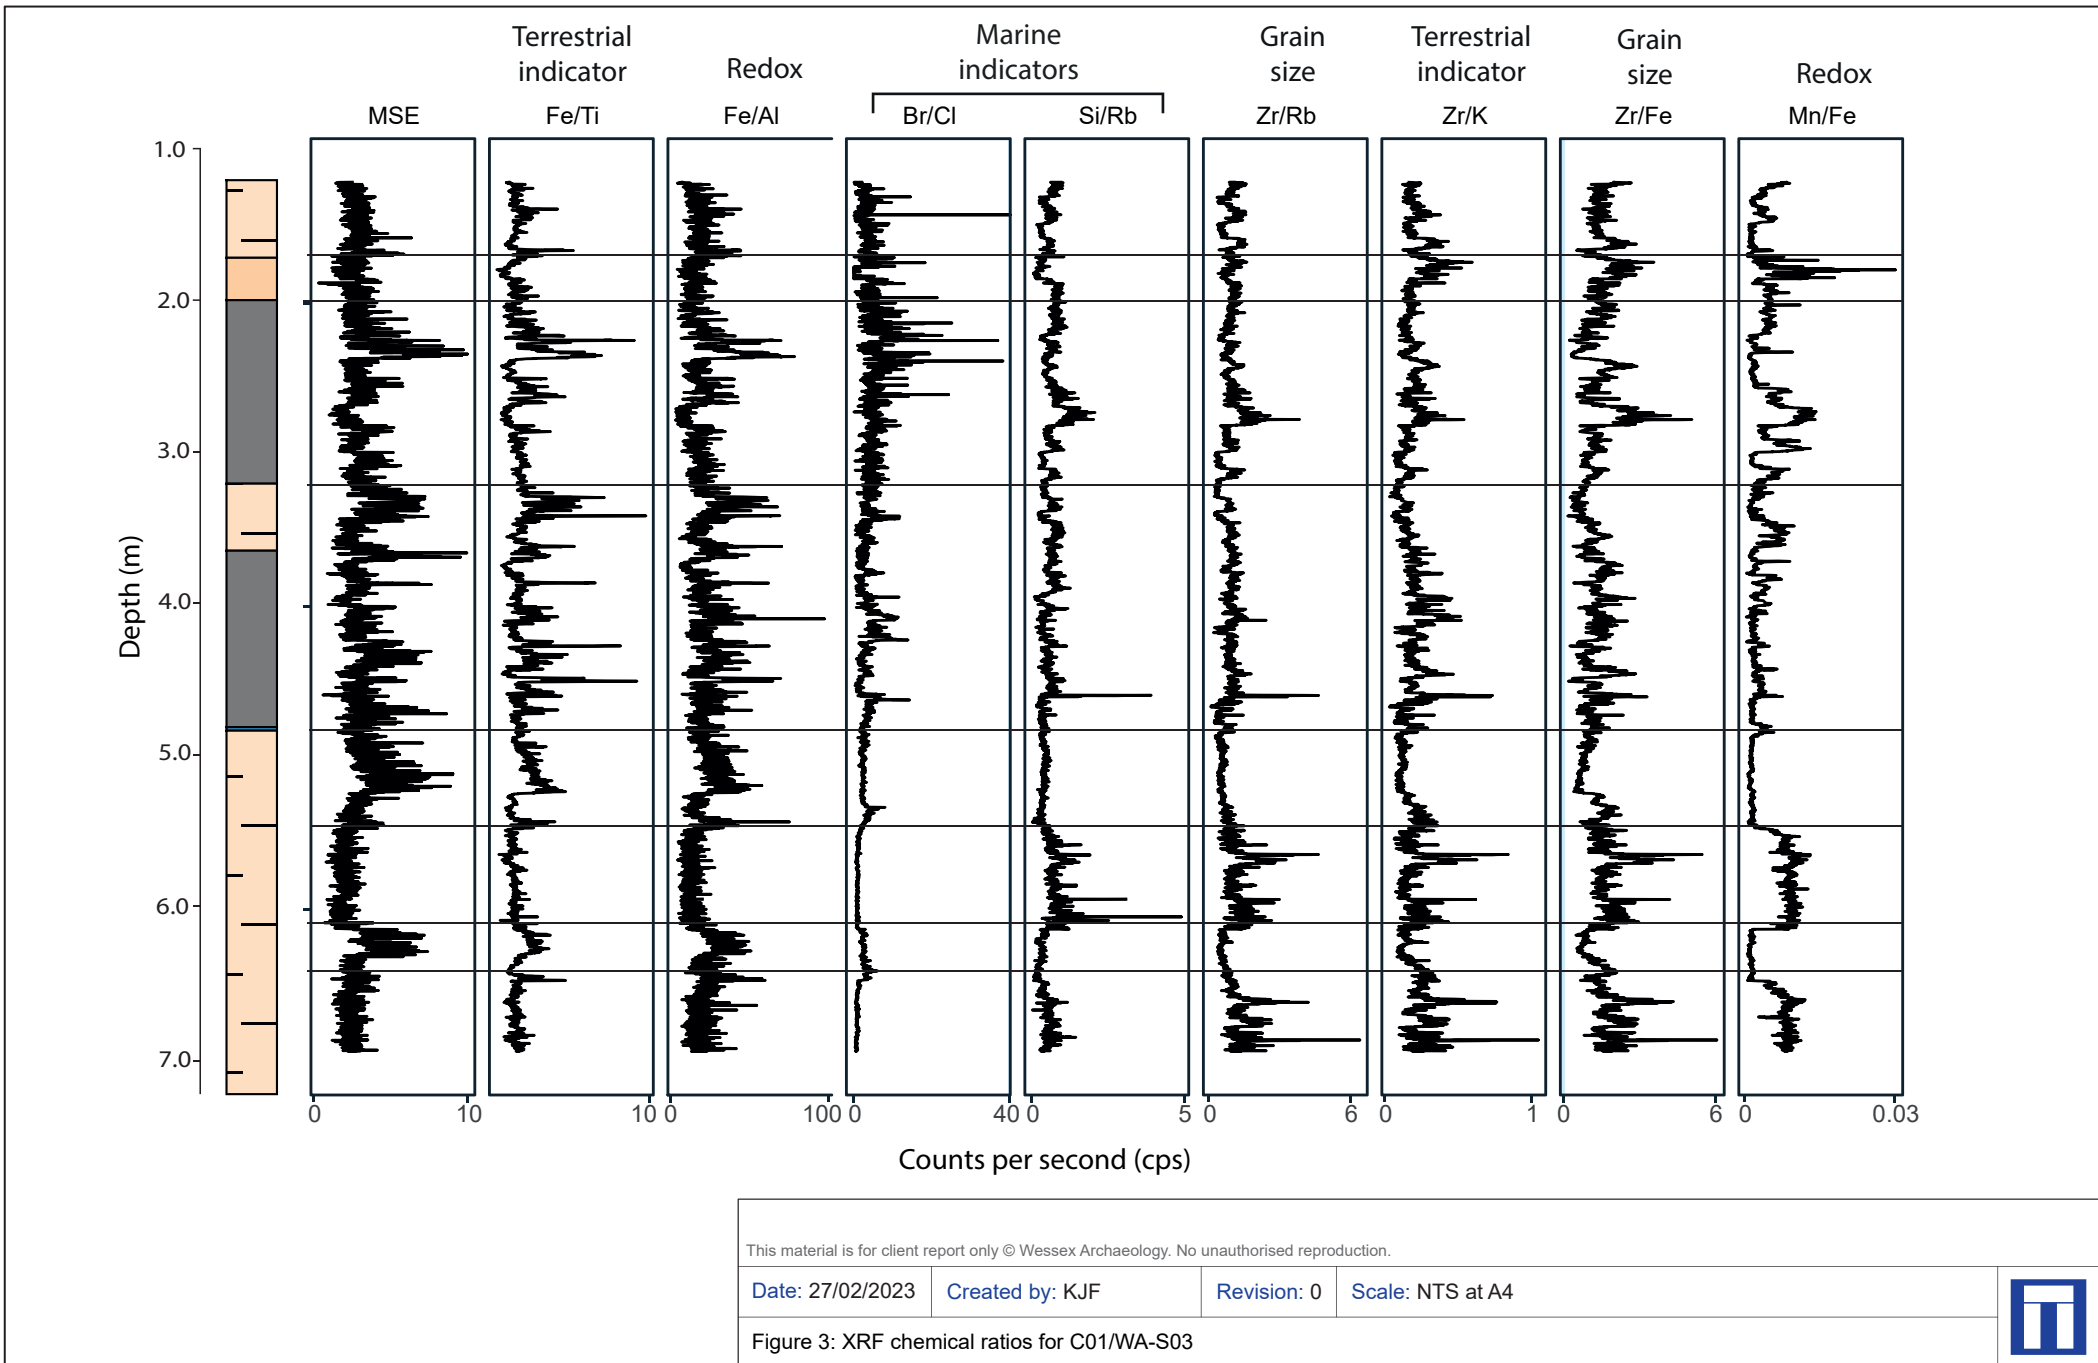 Terrestrial indicator
Redox
Marine indicators
Grain size
Terrestrial indicator
Grain size
Redox
MSE Fe/Ti Fe/Al Br/Cl Si/Rb Zr/Rb Zr/K Zr/Fe Mn/Fe
1.0
2.0
3.0
4.0
5.0
6.0
7.0
Depth (m)
0 10 10 0 100 0 40 0 5 0 6 0 1 0 6 0 0.03
Counts per second (cps)
This material is for client report only © Wessex Archaeology. No unauthorised reproduction.
Date: 27/02/2023 Created by: KJF Revision: 0 Scale: NTS at A4
Figure 3: XRF chemical ratios for C01/WA-S03